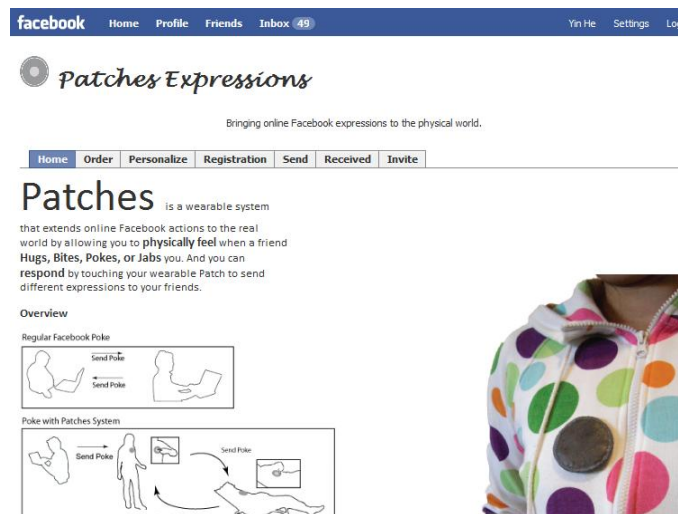 facebook Home Profile Friends Inbox 49 Yin He Settings
Patches Expressions
Bringing online Facebook expressions to the physical world.
Home Order Personalize Registration Send Received Invite
Patches is a wearable system
that extends online Facebook actions to the real
world by allowing you to physically feel when a friend
Hugs, Bites, Pokes, or Jabs you. And you can
respond by touching your wearable Patch to send
different expressions to your friends.
Overview
Regular Facebook Poke
Send Poke
Send Poke
Poke with Patches System
Send Poke
Send Poke